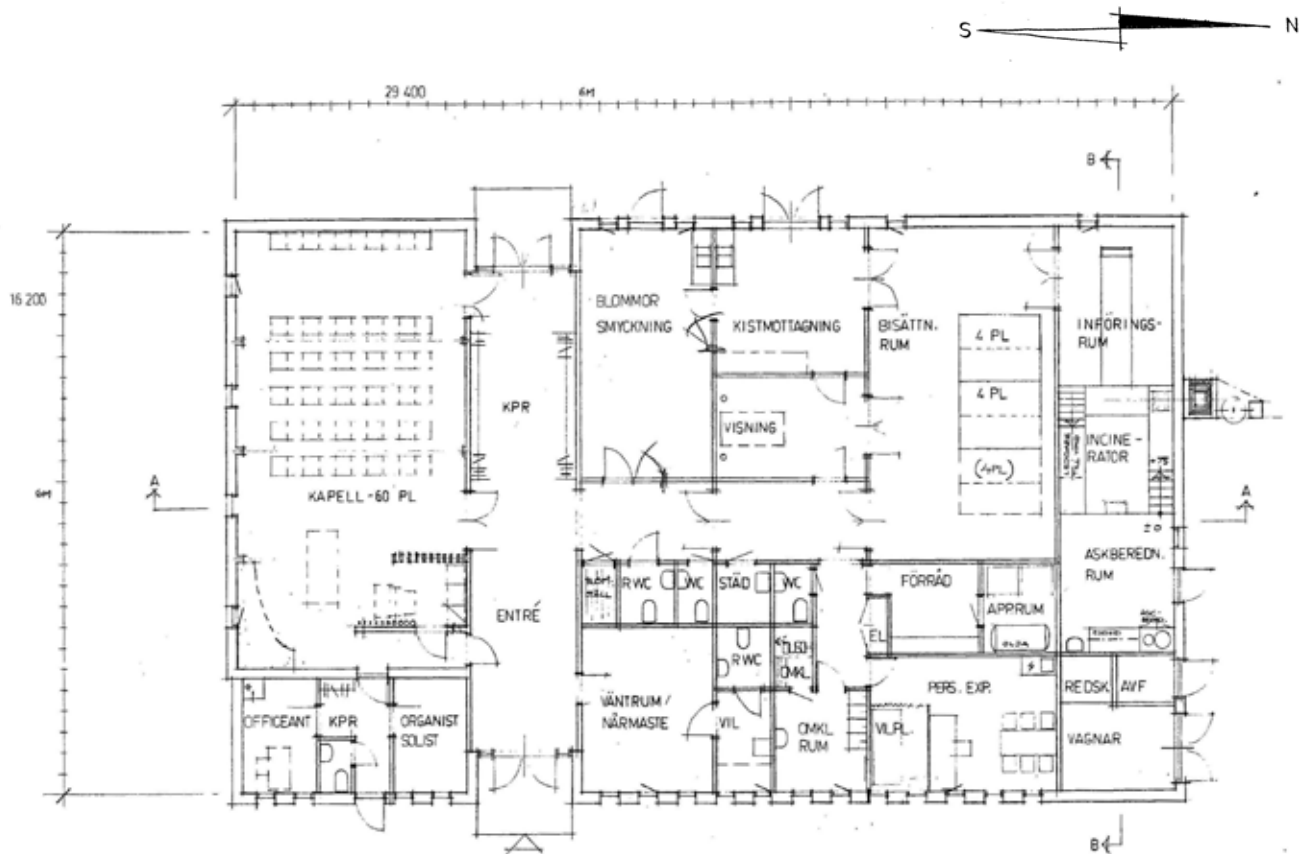 S
N
29 400
6M
B
16 200
BLOMMOR
SMYCKNING
KISTMOTTAGNING
BISÄTTN.
RUM
4 PL
INFÖRINGS-
RUM
KPR
4 PL
VISNING
INCINE-
RATOR
(4PL)
6M
A
KAPELL -60 PL
A
±0
ASKBEREDN.
RUM
RWC
WC
STÄD
WC
FÖRRÅD
APPRUM
ENTRÉ
EL
OLJA
RWC
DUSCH
OMKL
PERS. EXP.
REDSK.
AVF
OFFICEANT
KPR
ORGANIST
SOLIST
VÄNTRUM/
NÄRMASTE
VIL
OMKL
RUM
VILPL.
VAGNAR
B